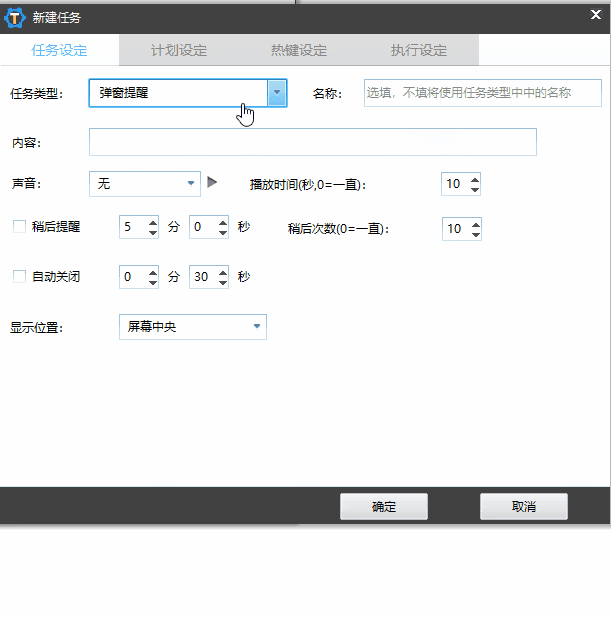 新建任务
任务设定 计划设定 热键设定 执行设定
任务类型: 弹窗提醒 名称: 选填，不填将使用任务类型中中的名称
内容:
声音: 无 播放时间(秒,0=一直): 10
稍后提醒 5 分 0 秒 稍后次数(0=一直): 10
自动关闭 0 分 30 秒
显示位置: 屏幕中央
确定 取消